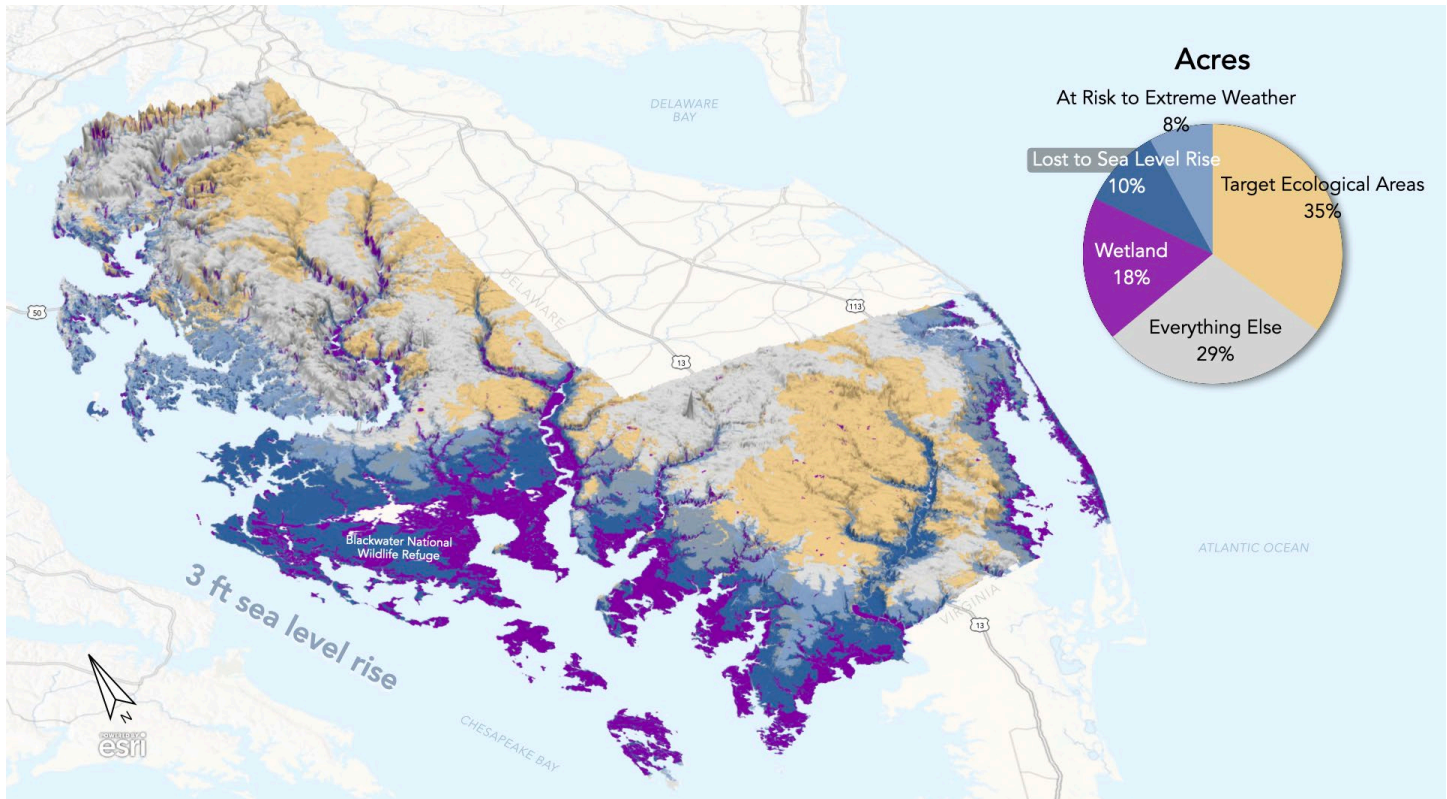 Acres
At Risk to Extreme Weather
8%
Lost to Sea Level Rise
10%
Target Ecological Areas
35%
Wetland
18%
Everything Else
29%
DELAWARE
BAY
50
DELAWARE
113
13
Blackwater National
Wildlife Refuge
ATLANTIC OCEAN
3 ft sea level rise
VIRGINIA
13
N
POWERED BY
esri
CHESAPEAKE BAY